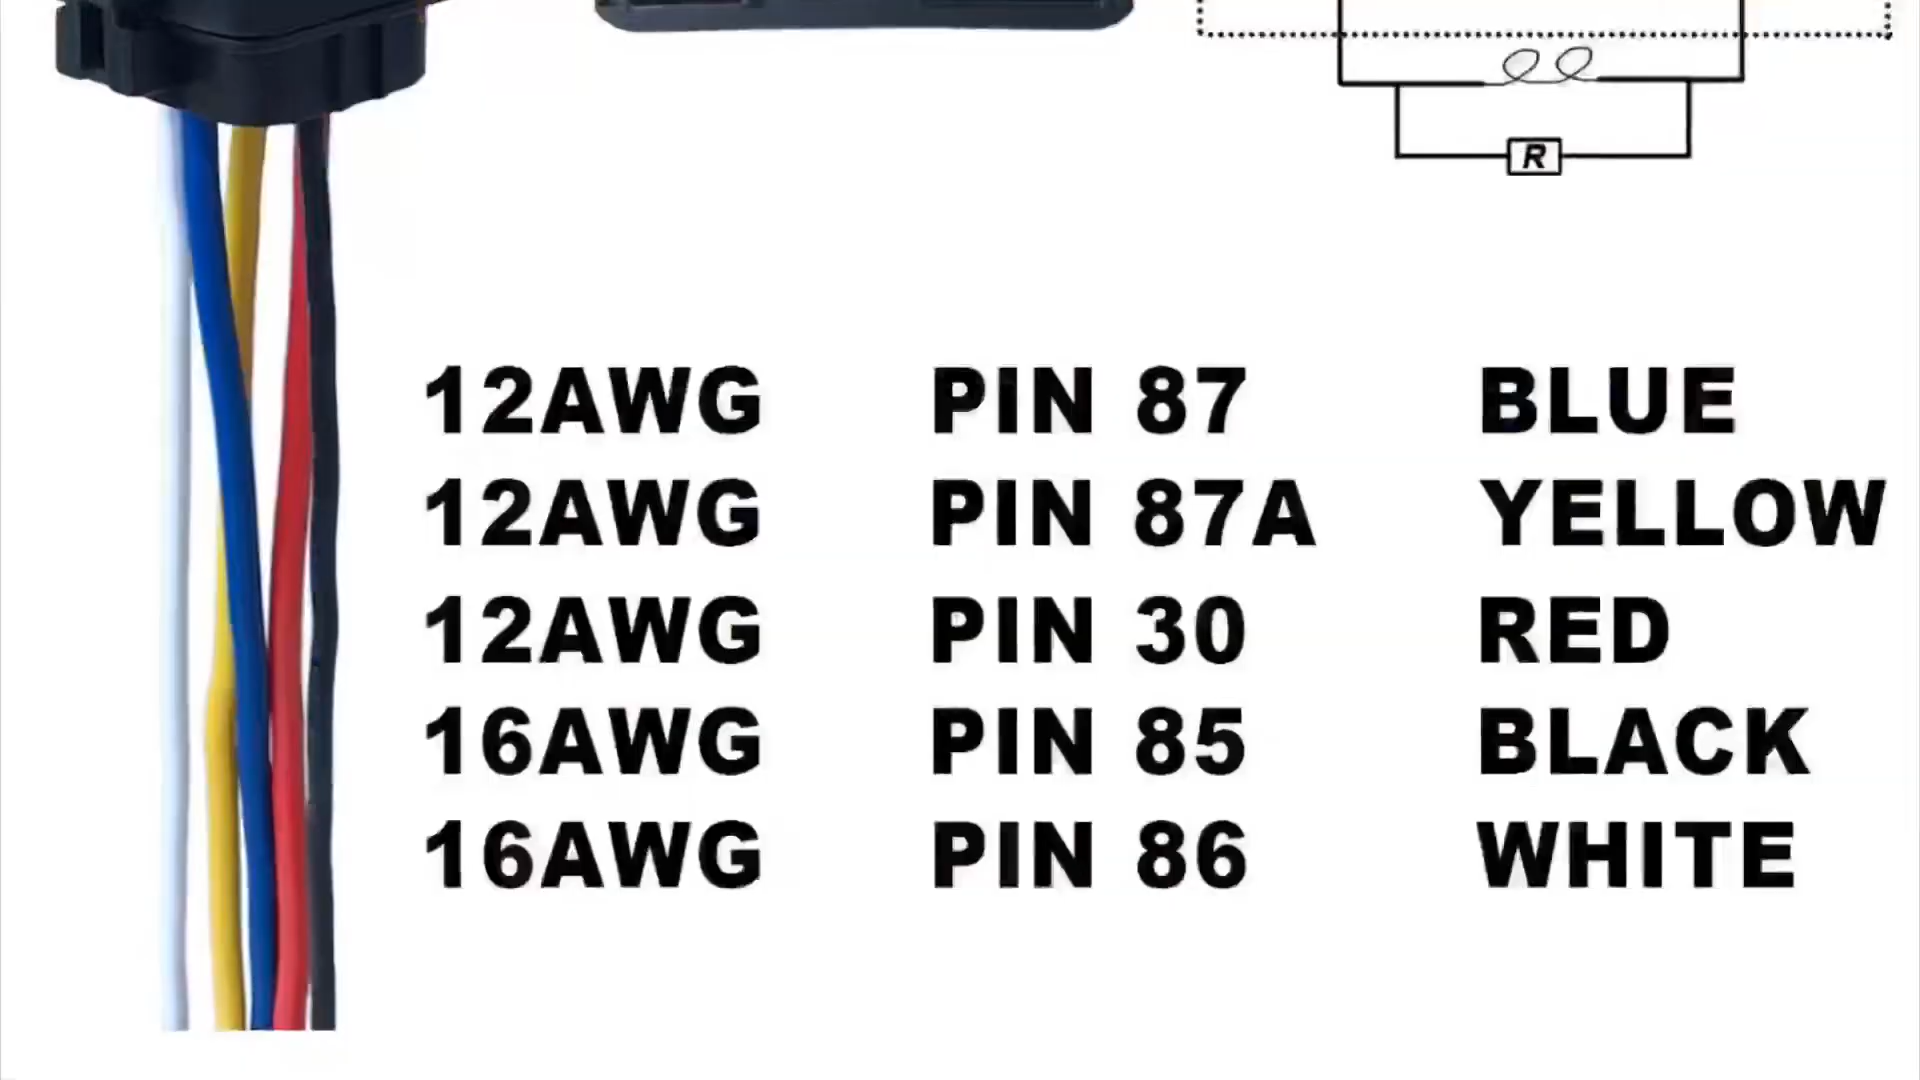 R
12AWG PIN 87 BLUE
12AWG PIN 87A YELLOW
12AWG PIN 30 RED
16AWG PIN 85 BLACK
16AWG PIN 86 WHITE